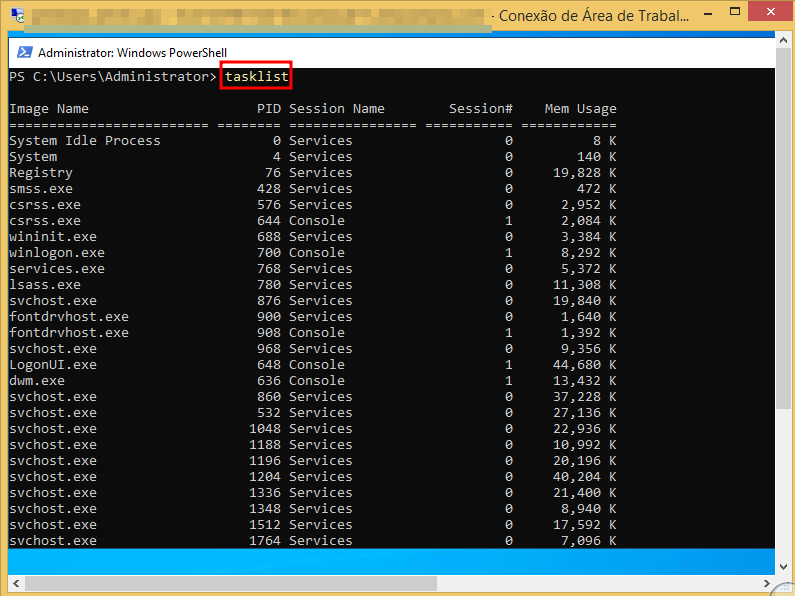 - Conexão de Área de Trabal...
Administrator: Windows PowerShell
PS C:\Users\Administrator> tasklist
Image Name                     PID Session Name        Session#    Mem Usage
========================= ======== ================ =========== ============
System Idle Process              0 Services                   0          8 K
System                           4 Services                   0        140 K
Registry                        76 Services                   0     19,828 K
smss.exe                       428 Services                   0        472 K
csrss.exe                      576 Services                   0      2,952 K
csrss.exe                      644 Console                    1      2,084 K
wininit.exe                    688 Services                   0      3,384 K
winlogon.exe                   700 Console                    1      8,292 K
services.exe                   768 Services                   0      5,372 K
lsass.exe                      780 Services                   0     11,308 K
svchost.exe                    876 Services                   0     19,840 K
fontdrvhost.exe                900 Services                   0      1,640 K
fontdrvhost.exe                908 Console                    1      1,392 K
svchost.exe                    968 Services                   0      9,356 K
LogonUI.exe                    648 Console                    1     44,680 K
dwm.exe                        636 Console                    1     13,432 K
svchost.exe                    860 Services                   0     37,228 K
svchost.exe                    532 Services                   0     27,136 K
svchost.exe                   1048 Services                   0     22,936 K
svchost.exe                   1188 Services                   0     10,992 K
svchost.exe                   1196 Services                   0     20,196 K
svchost.exe                   1204 Services                   0     40,204 K
svchost.exe                   1336 Services                   0     21,400 K
svchost.exe                   1348 Services                   0      8,940 K
svchost.exe                   1512 Services                   0     17,592 K
svchost.exe                   1764 Services                   0      7,096 K